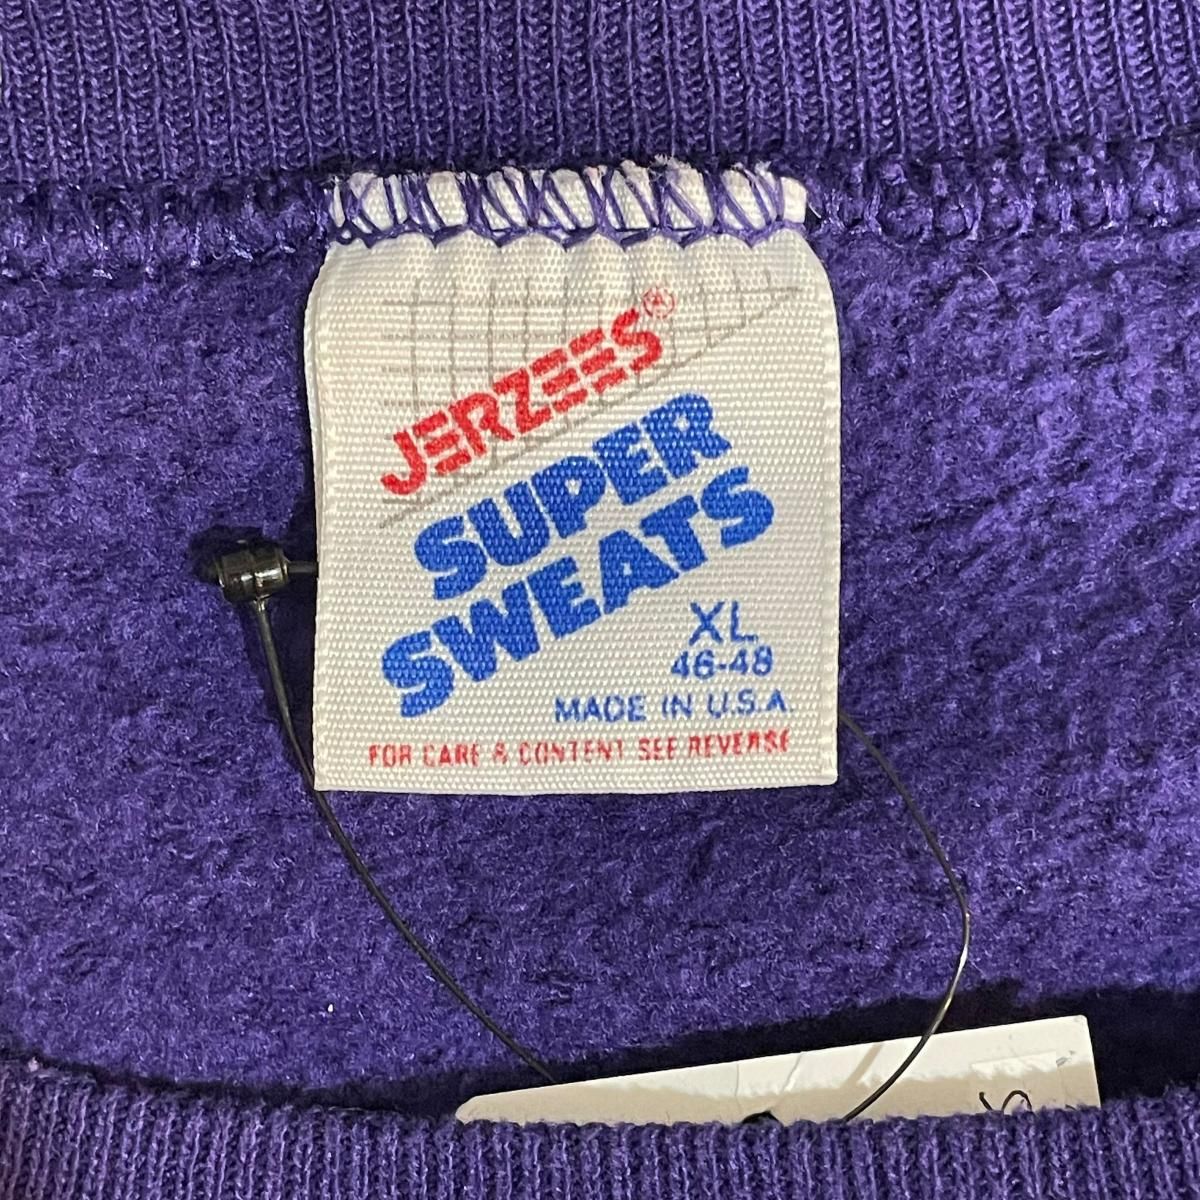 JERZEES®
SUPER
SWEATS
XL
46-48
MADE IN U.S.A.
FOR CARE & CONTENT SEE REVERSE